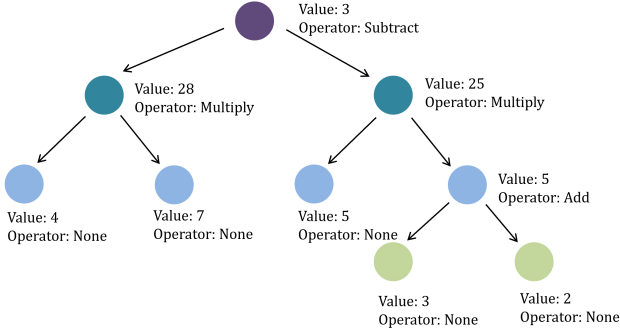 Value: 3
Operator: Subtract
Value: 28
Operator: Multiply
Value: 25
Operator: Multiply
Value: 4
Operator: None
Value: 7
Operator: None
Value: 5
Operator: None
Value: 5
Operator: Add
Value: 3
Operator: None
Value: 2
Operator: None